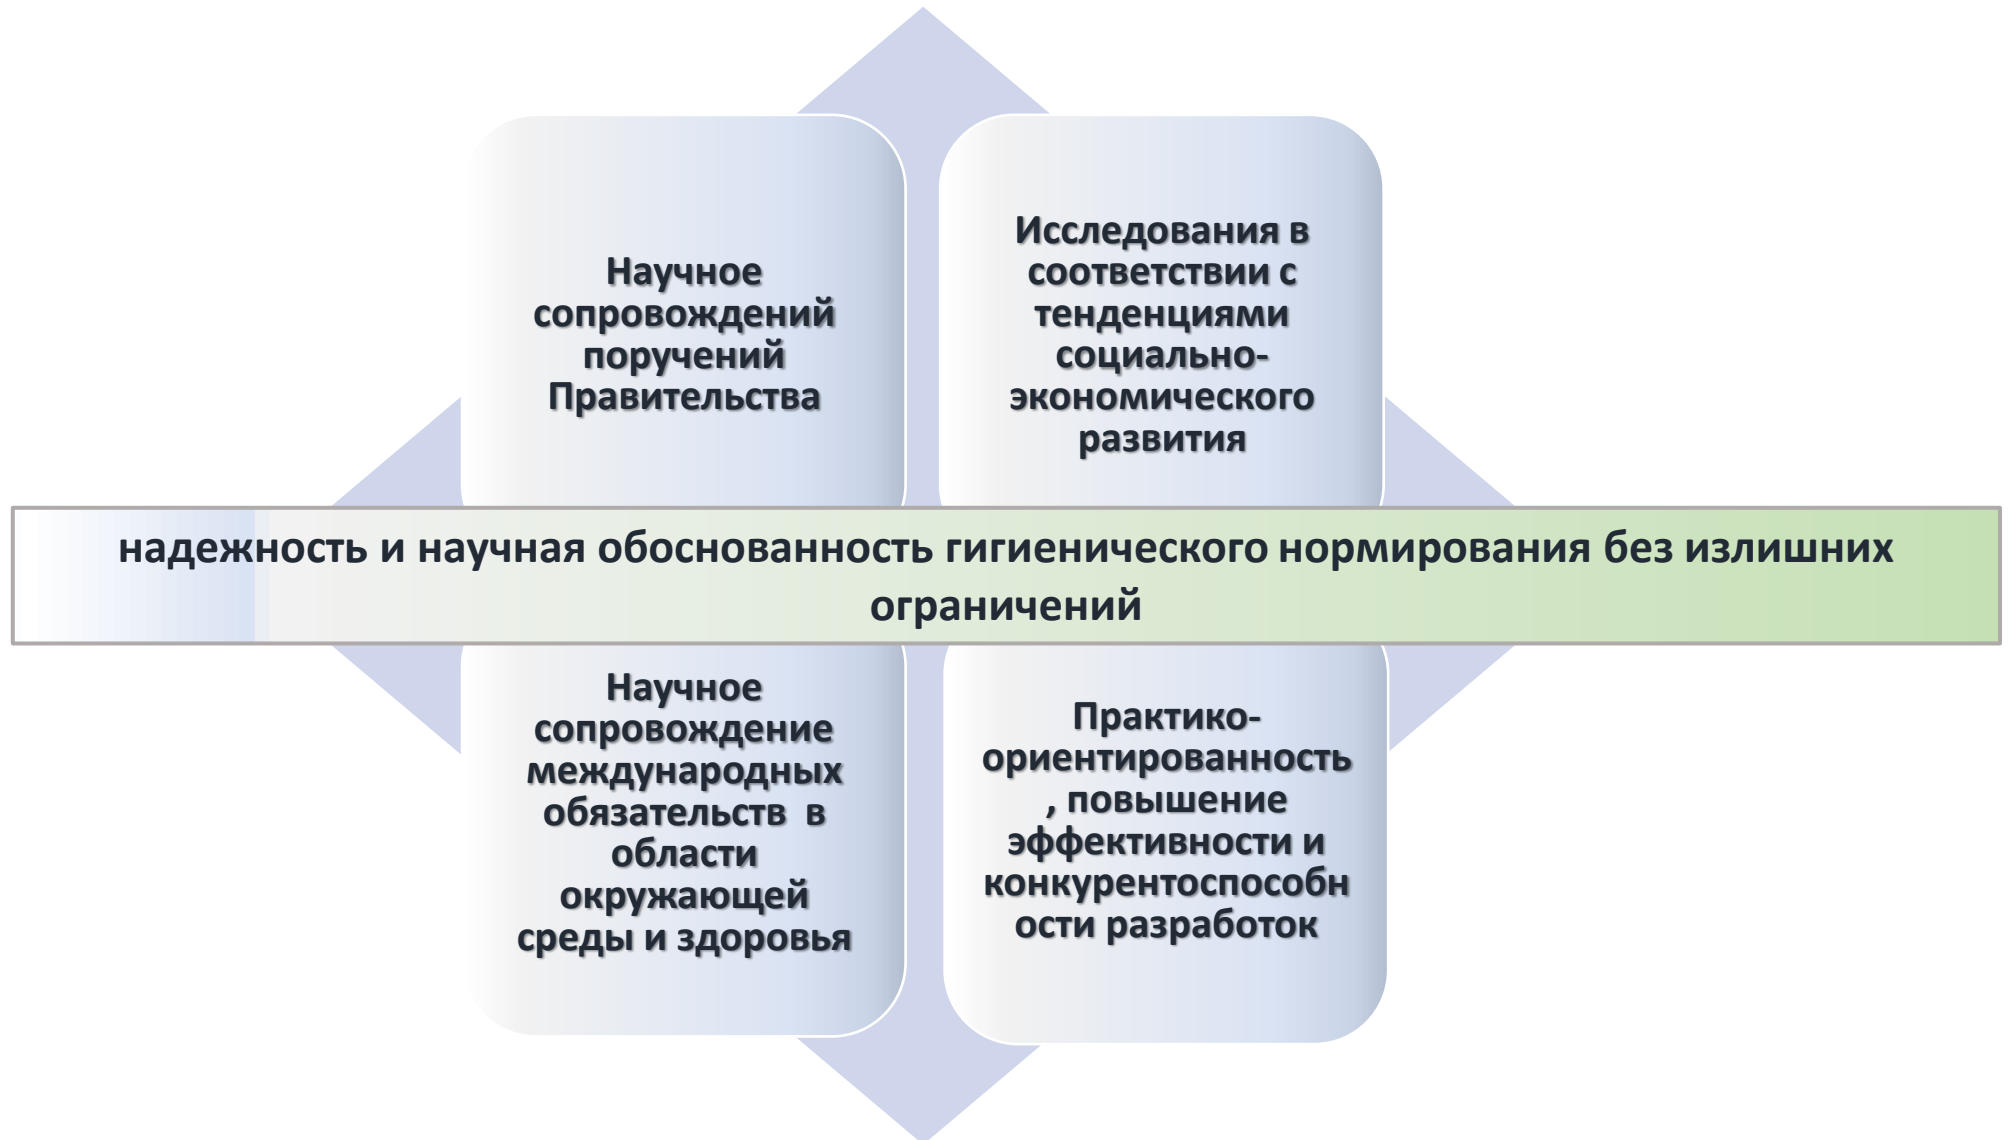 Научное
сопровождений
поручений
Правительства
Исследования в
соответствии с
тенденциями
социально-
экономического
развития
надежность и научная обоснованность гигиенического нормирования без излишних
ограничений
Научное
сопровождение
международных
обязательств в
области
окружающей
среды и здоровья
Практико-
ориентированность
, повышение
эффективности и
конкурентоспособн
ости разработок